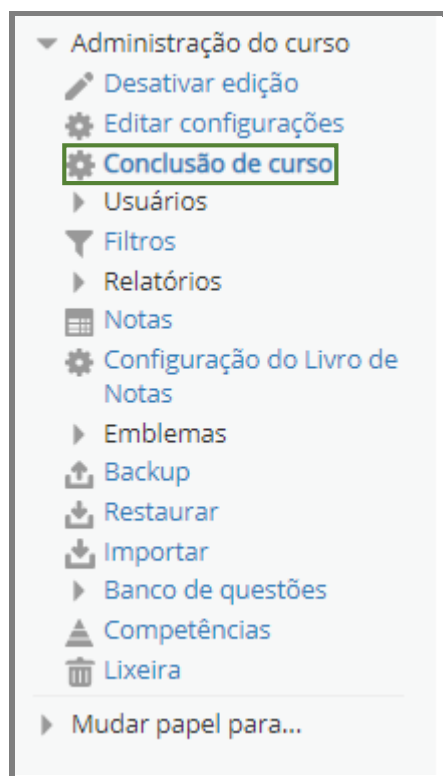 Administração do curso
Desativar edição
Editar configurações
Conclusão de curso
Usuários
Filtros
Relatórios
Notas
Configuração do Livro de
Notas
Emblemas
Backup
Restaurar
Importar
Banco de questões
Competências
Lixeira
Mudar papel para...